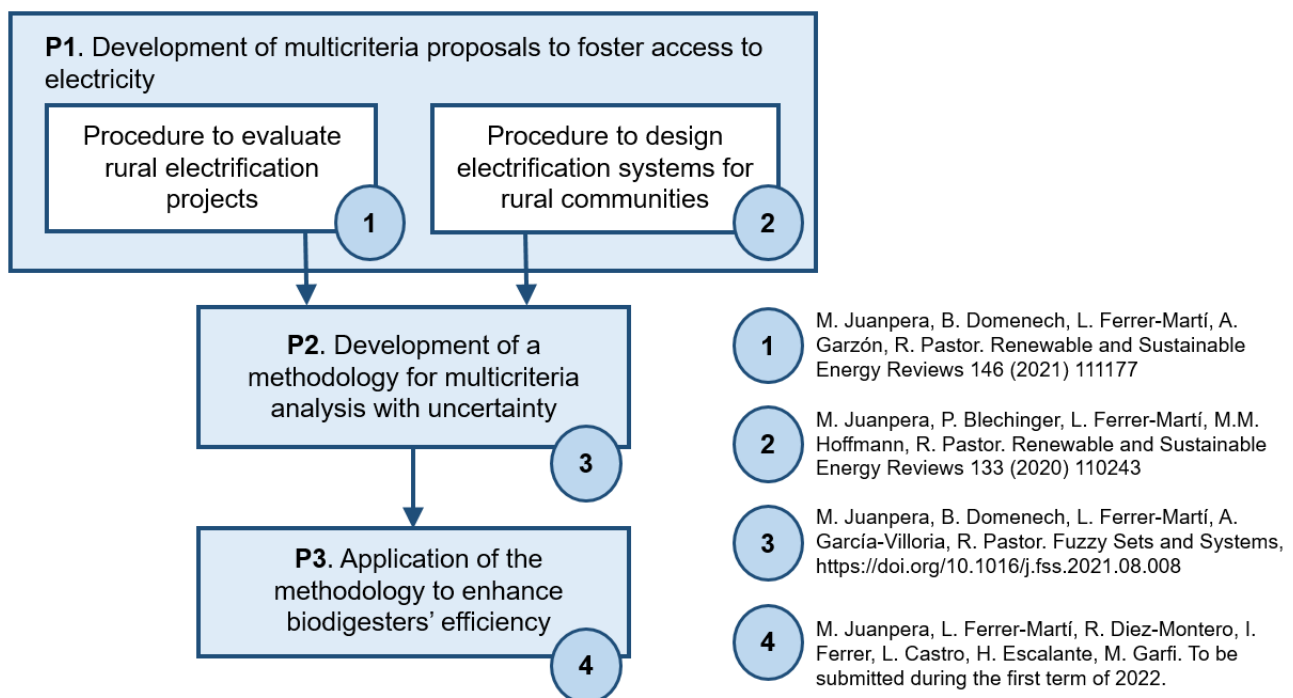 P1. Development of multicriteria proposals to foster access to
electricity
Procedure to evaluate
rural electrification
projects
1
Procedure to design
electrification systems for
rural communities
2
P2. Development of a
methodology for multicriteria
analysis with uncertainty
3
P3. Application of the
methodology to enhance
biodigesters’ efficiency
4
1
M. Juanpera, B. Domenech, L. Ferrer-Martí, A.
Garzón, R. Pastor. Renewable and Sustainable
Energy Reviews 146 (2021) 111177
2
M. Juanpera, P. Blechinger, L. Ferrer-Martí, M.M.
Hoffmann, R. Pastor. Renewable and Sustainable
Energy Reviews 133 (2020) 110243
3
M. Juanpera, B. Domenech, L. Ferrer-Martí, A.
García-Villoria, R. Pastor. Fuzzy Sets and Systems,
https://doi.org/10.1016/j.fss.2021.08.008
4
M. Juanpera, L. Ferrer-Martí, R. Diez-Montero, I.
Ferrer, L. Castro, H. Escalante, M. Garfi. To be
submitted during the first term of 2022.